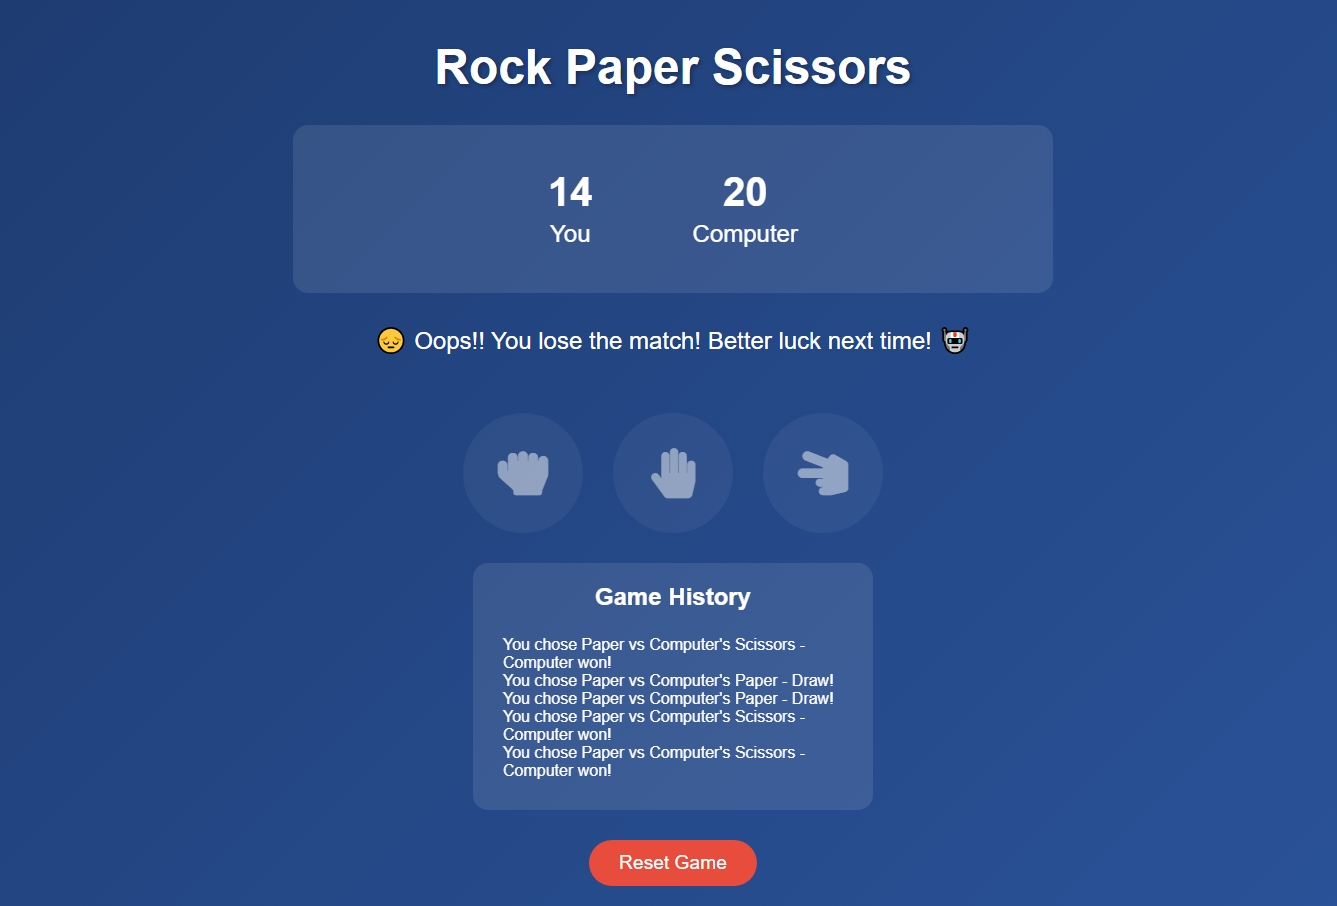 Rock Paper Scissors
14
You
20
Computer
😔 Oops!! You lose the match! Better luck next time! 🤖
Game History
You chose Paper vs Computer's Scissors -
Computer won!
You chose Paper vs Computer's Paper - Draw!
You chose Paper vs Computer's Paper - Draw!
You chose Paper vs Computer's Scissors -
Computer won!
You chose Paper vs Computer's Scissors -
Computer won!
Reset Game